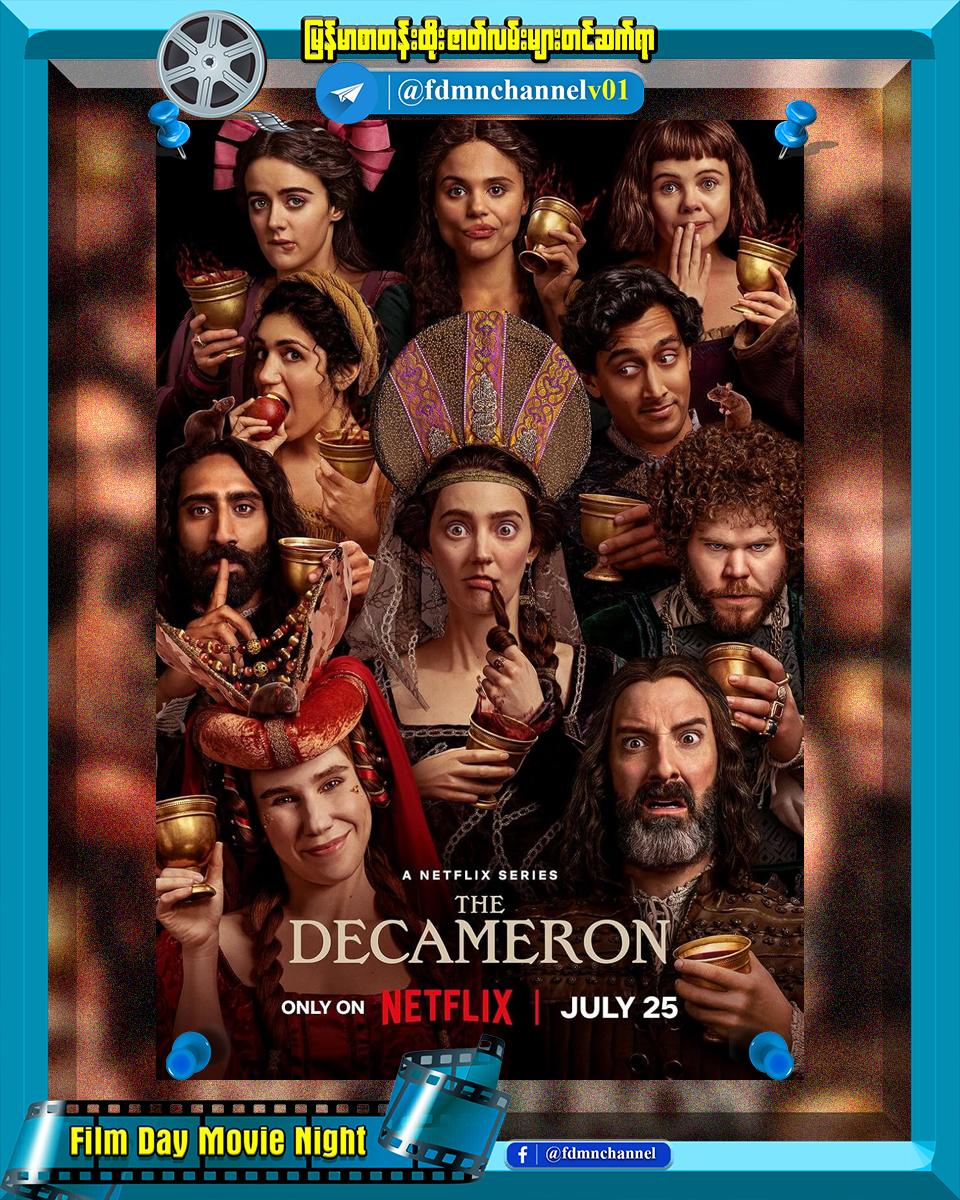 မြန်မာစာတန်းထိုးဇာတ်လမ်းများတင်ဆက်ရာ
@fdmnchannelv01
A NETFLIX SERIES
THE
DECAMERON
ONLY ON NETFLIX | JULY 25
Film Day Movie Night
@fdmnchannel